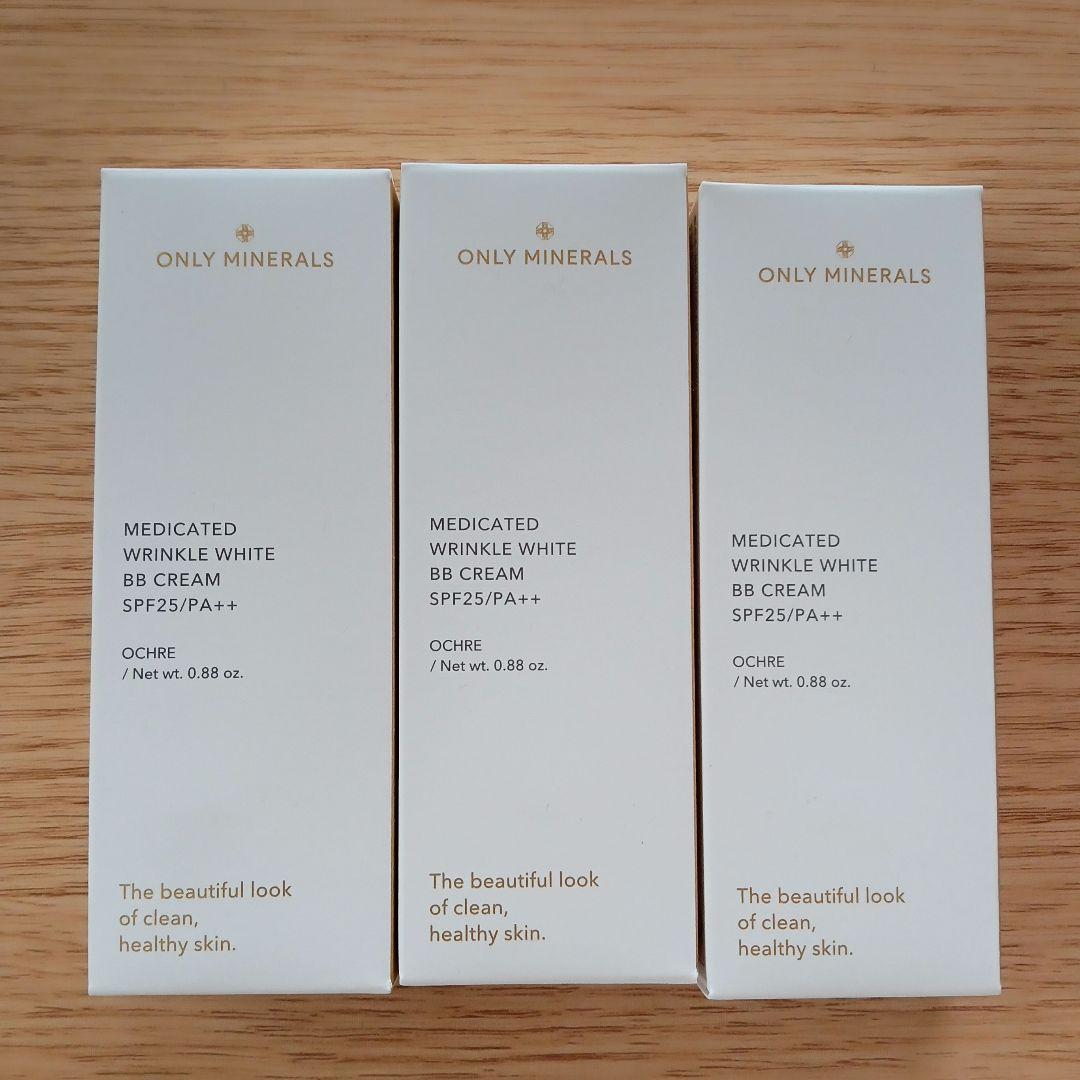 ONLY MINERALS
MEDICATED
WRINKLE WHITE
BB CREAM
SPF25/PA++
OCHRE
/ Net wt. 0.88 oz.
The beautiful look
of clean,
healthy skin.
ONLY MINERALS
MEDICATED
WRINKLE WHITE
BB CREAM
SPF25/PA++
OCHRE
/ Net wt. 0.88 oz.
The beautiful look
of clean,
healthy skin.
ONLY MINERALS
MEDICATED
WRINKLE WHITE
BB CREAM
SPF25/PA++
OCHRE
/ Net wt. 0.88 oz.
The beautiful look
of clean,
healthy skin.